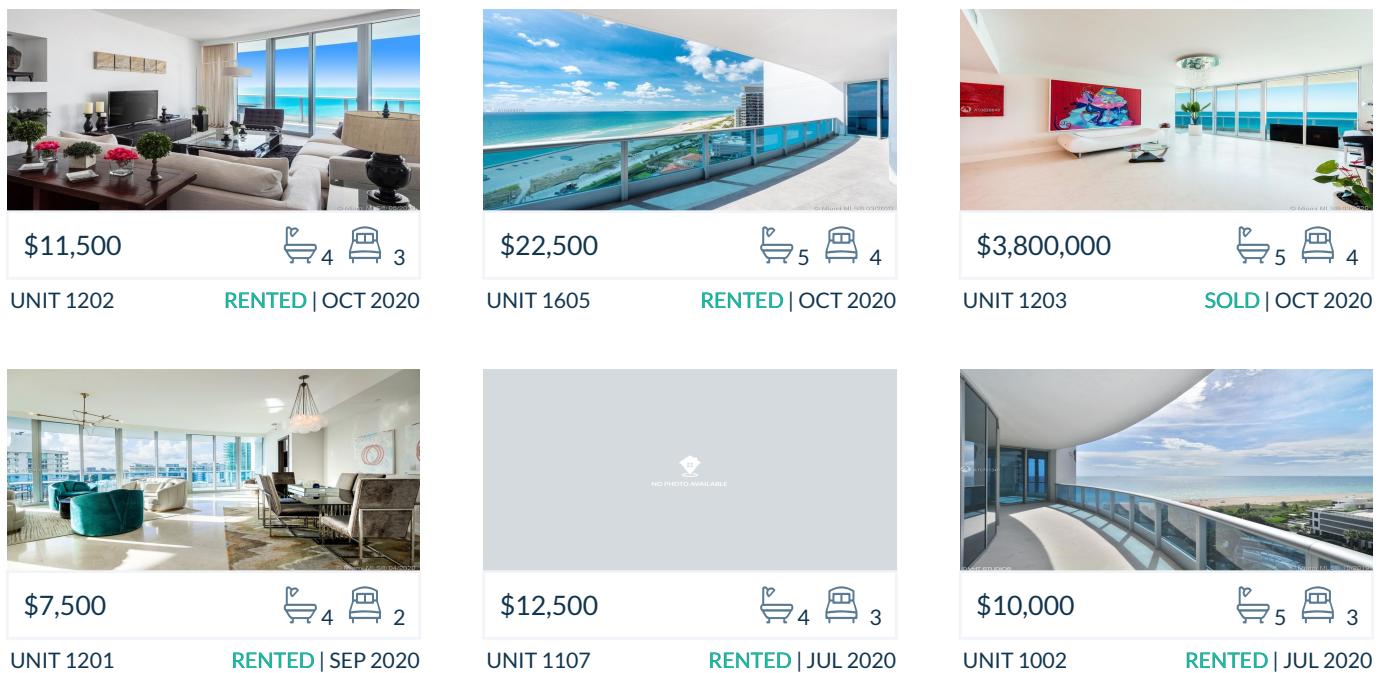 $11,500 4 3
UNIT 1202 RENTED | OCT 2020
$22,500 5 4
UNIT 1605 RENTED | OCT 2020
$3,800,000 5 4
UNIT 1203 SOLD | OCT 2020
$7,500 4 2
UNIT 1201 RENTED | SEP 2020
NO PHOTO AVAILABLE
$12,500 4 3
UNIT 1107 RENTED | JUL 2020
$10,000 5 3
UNIT 1002 RENTED | JUL 2020